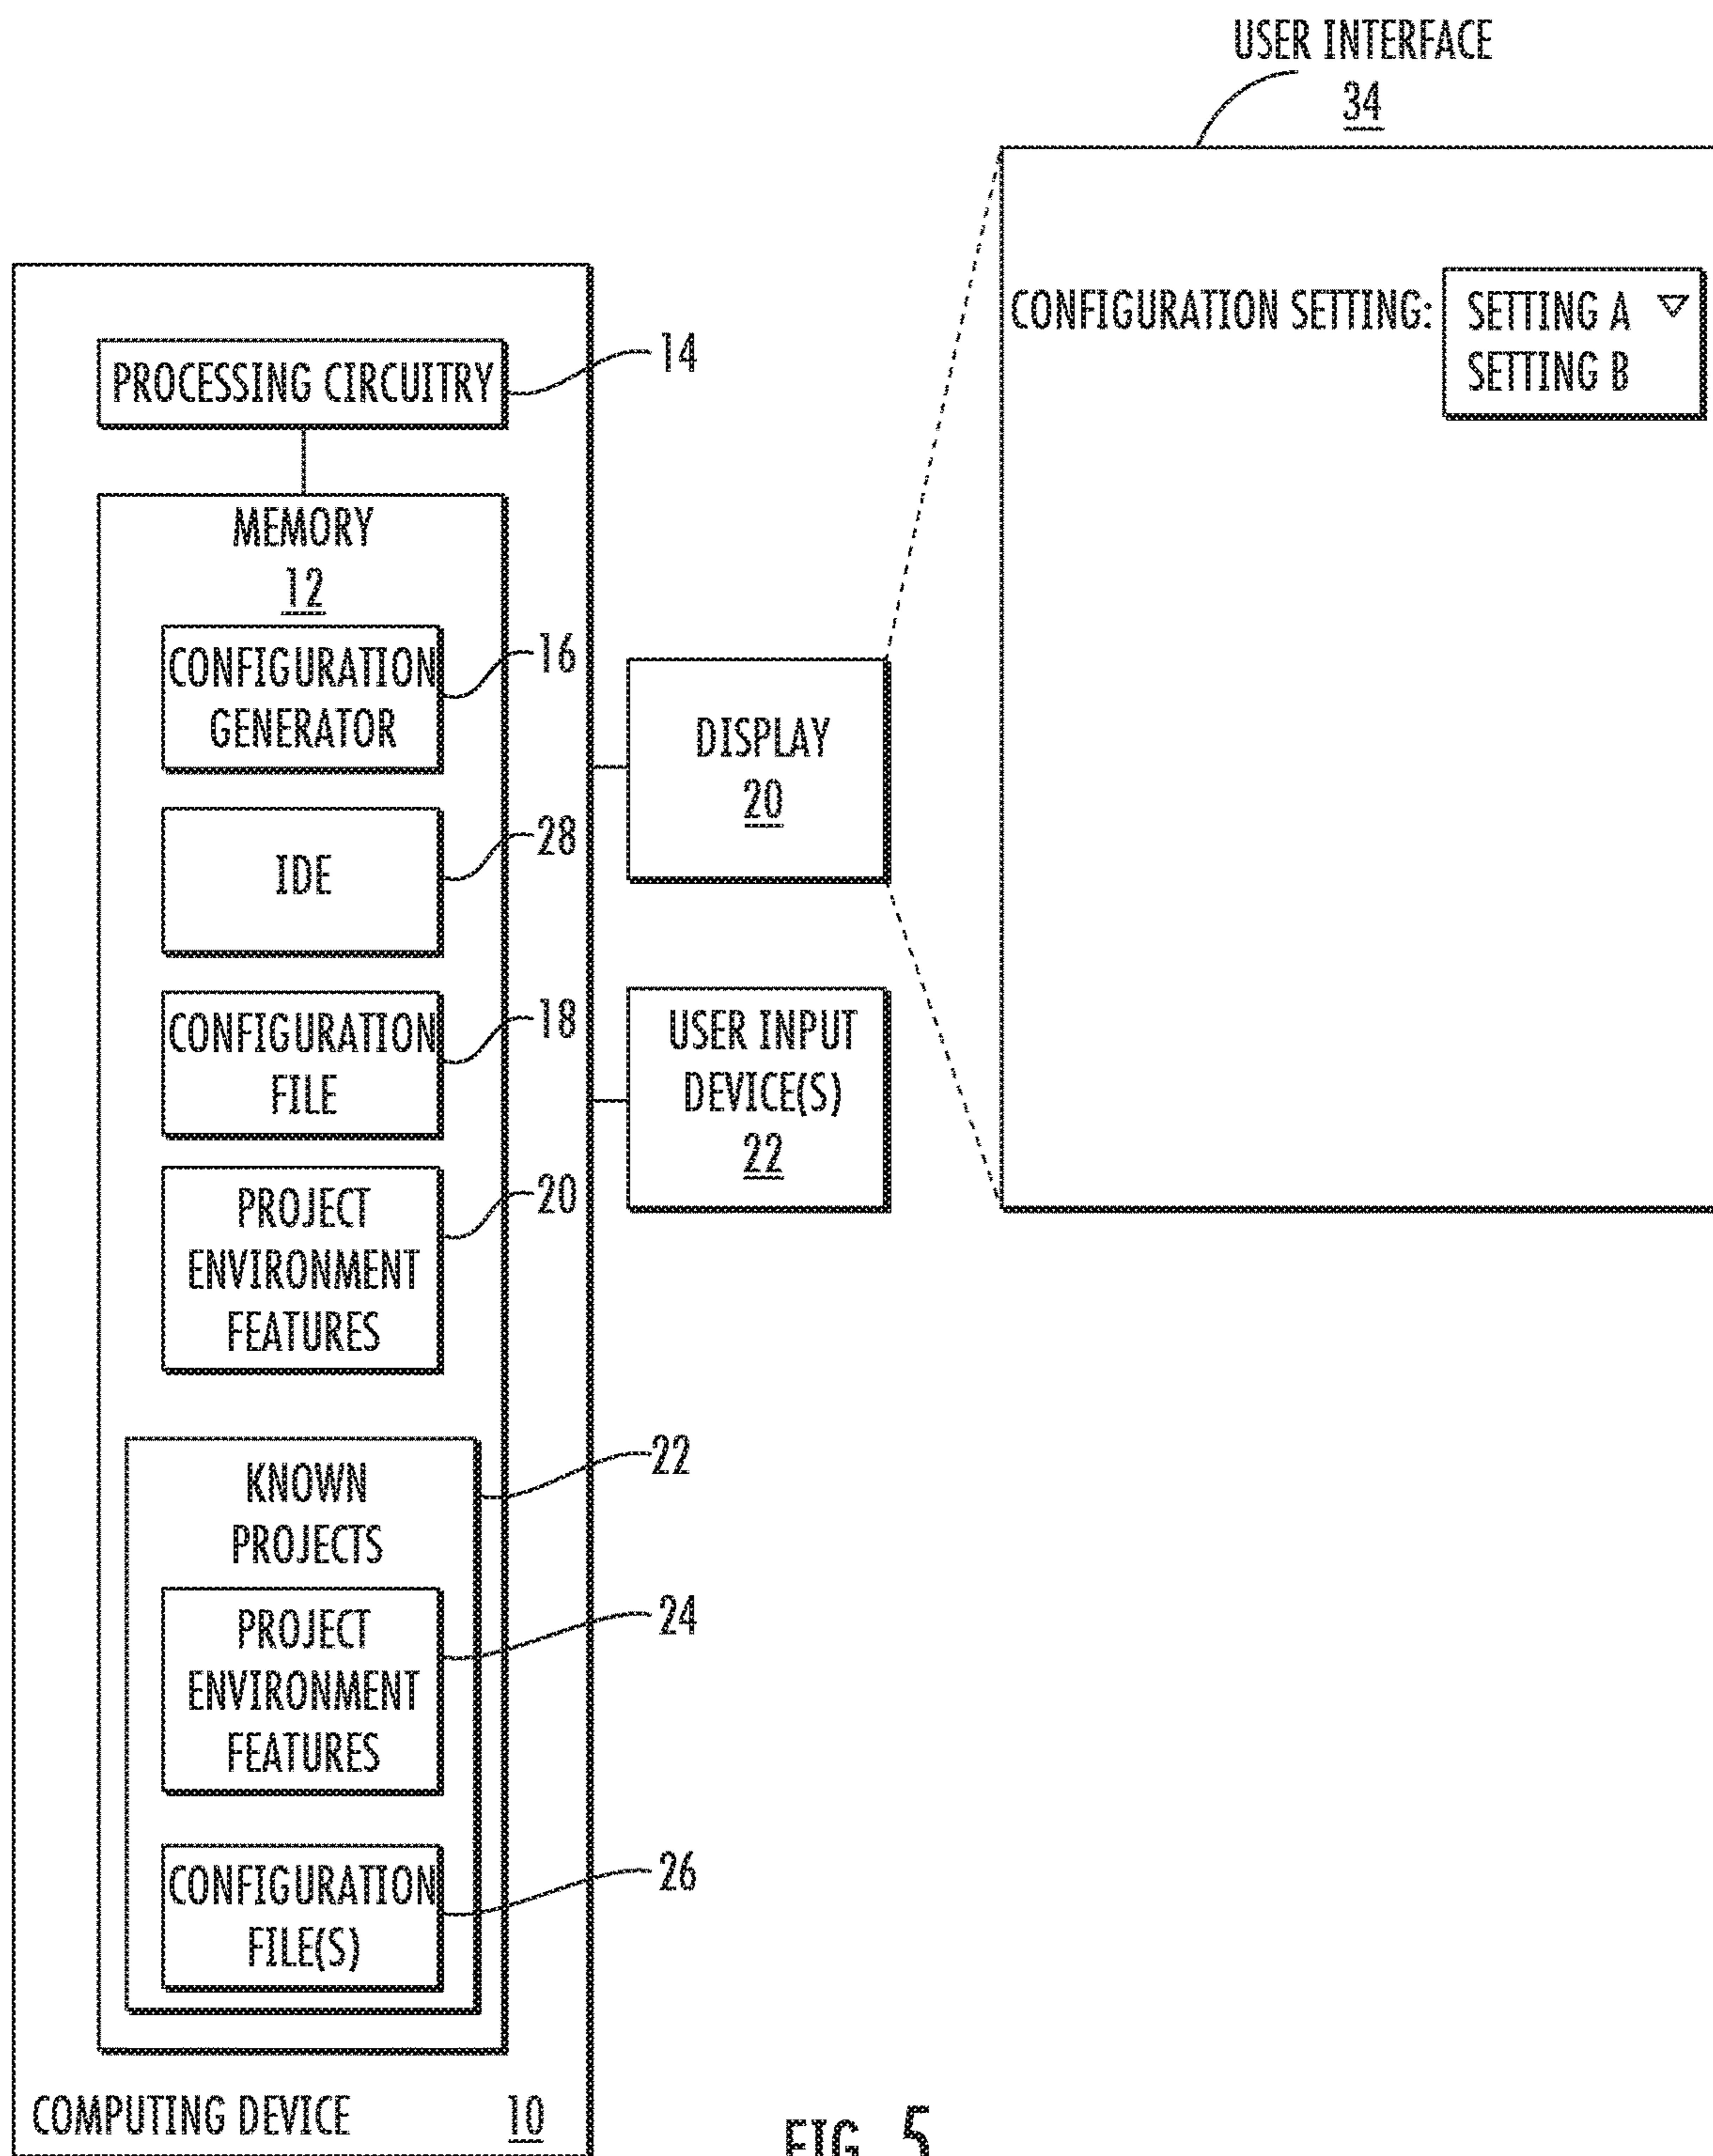 USER INTERFACE
34
CONFIGURATION SETTING:
SETTING A
SETTING B
PROCESSING CIRCUITRY
14
MEMORY
12
CONFIGURATION
GENERATOR
16
IDE
28
CONFIGURATION
FILE
18
PROJECT
ENVIRONMENT
FEATURES
20
KNOWN
PROJECTS
22
PROJECT
ENVIRONMENT
FEATURES
24
CONFIGURATION
FILE(S)
26
COMPUTING DEVICE 10
DISPLAY
20
USER INPUT
DEVICE(S)
22
FIG. 5